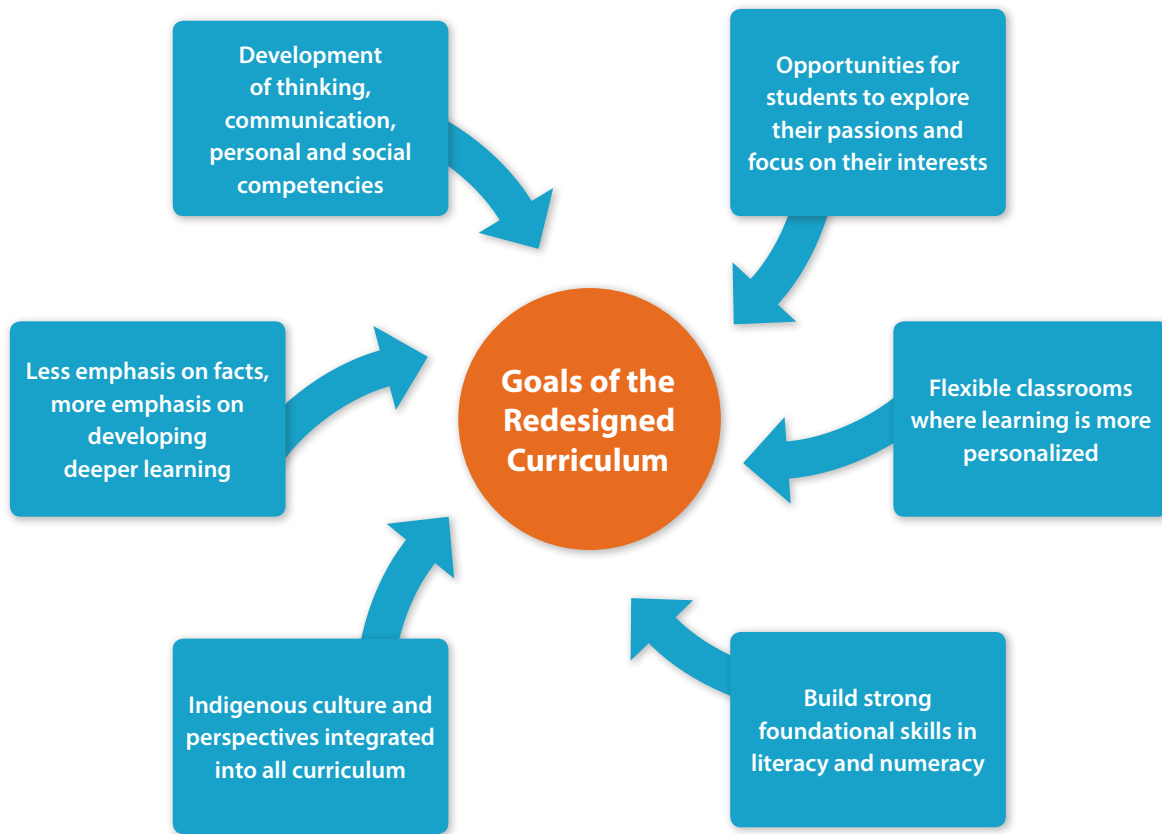 Development
of thinking,
communication,
personal and social
competencies
Opportunities for
students to explore
their passions and
focus on their interests
Less emphasis on facts,
more emphasis on
developing
deeper learning
Goals of the
Redesigned
Curriculum
Flexible classrooms
where learning is more
personalized
Indigenous culture and
perspectives integrated
into all curriculum
Build strong
foundational skills in
literacy and numeracy